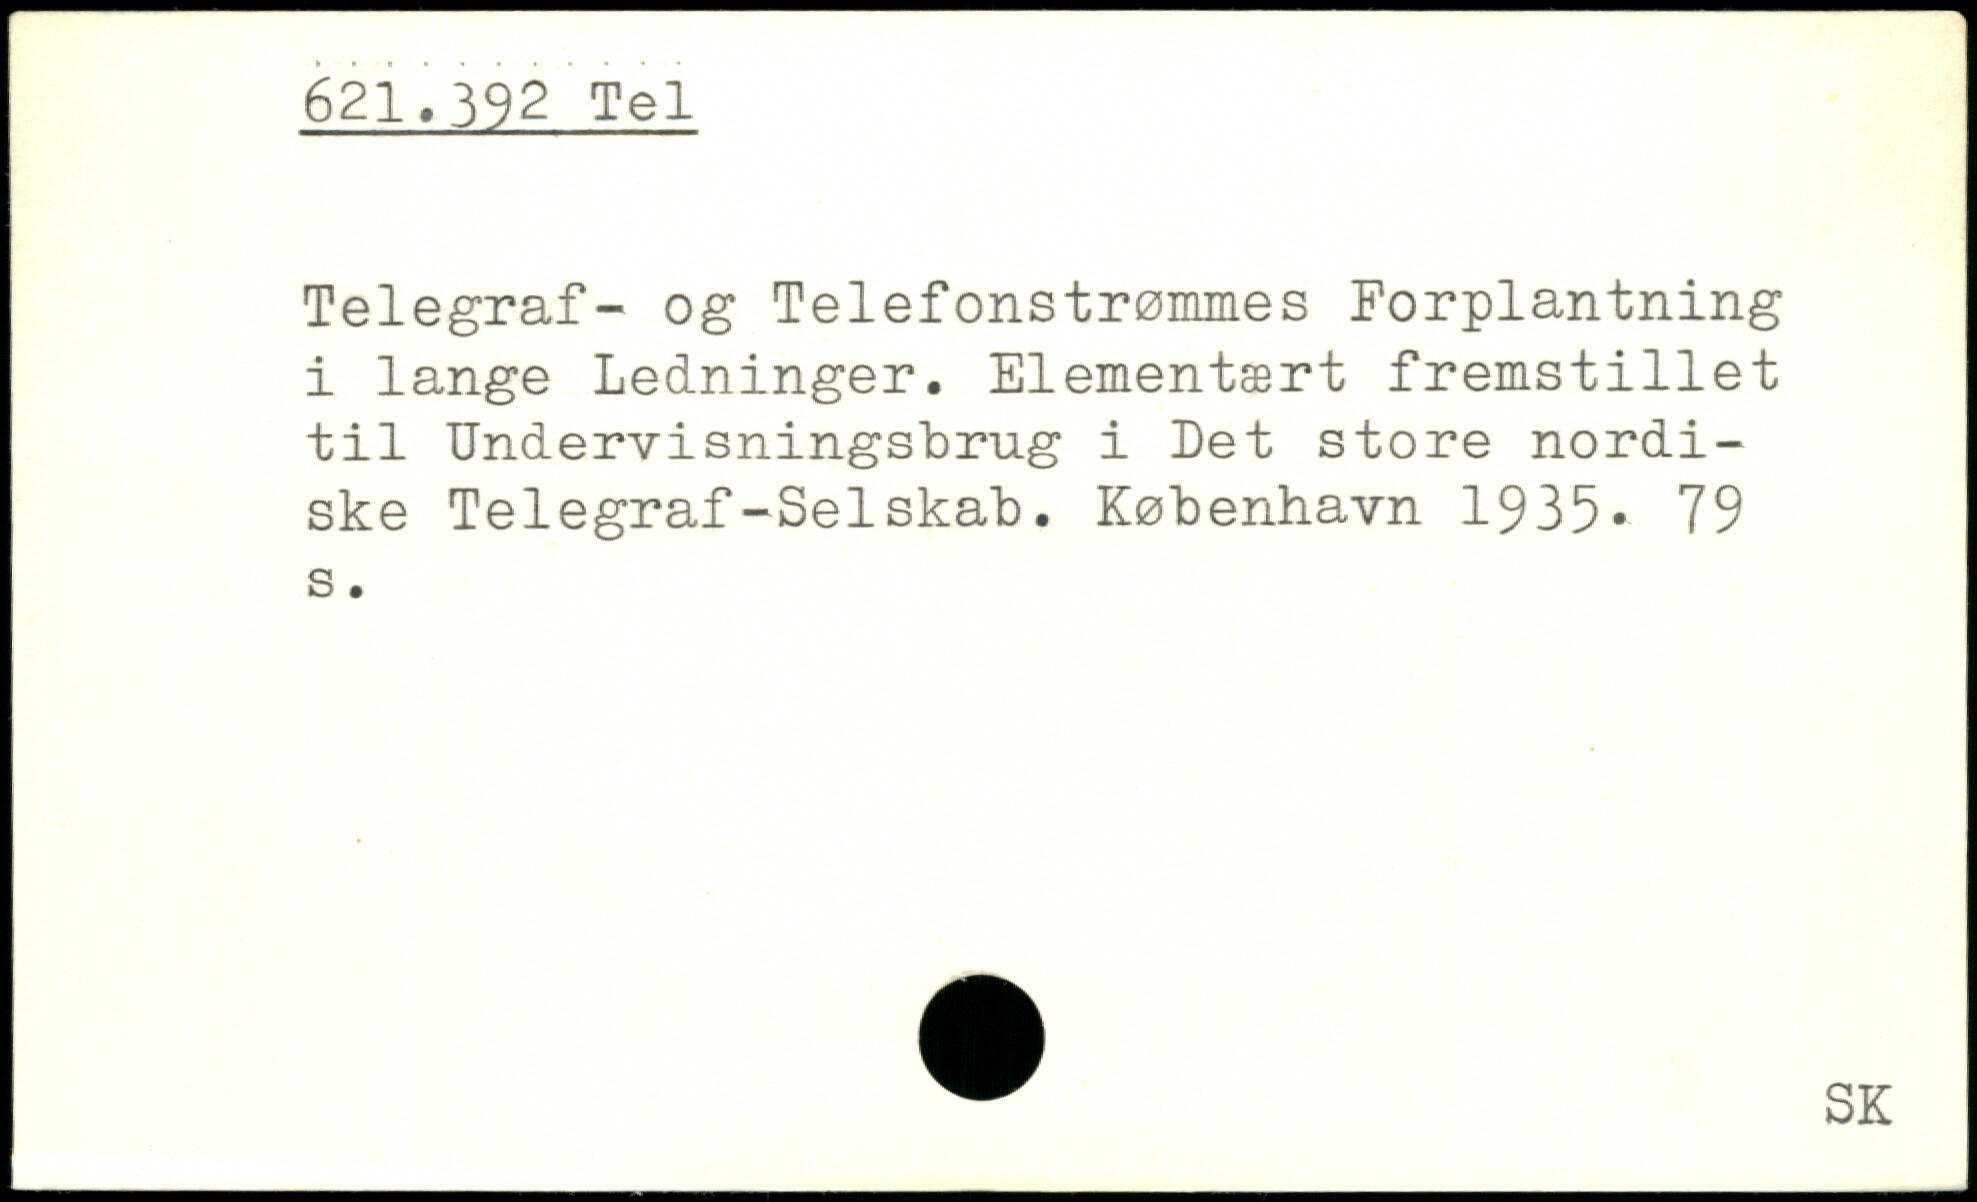 621.392 Tel
Telegraf- og Telefonstrømmes Forplantning
i lange Ledninger. Elementært fremstillet
til Undervisningsbrug i Det store nordi-
ske Telegraf-Selskab. København 1935. 79
s.
SK